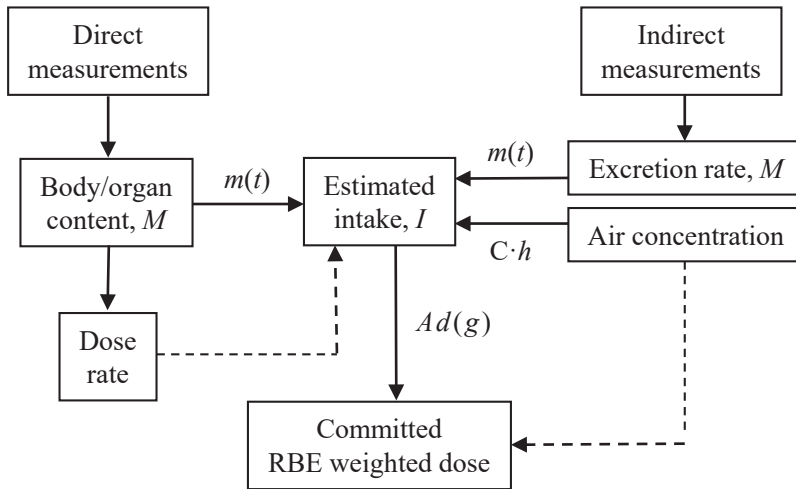 Direct
measurements
Indirect
measurements
Body/organ
content, M
m(t)
Estimated
intake, I
m(t)
Excretion rate, M
C·h
Air concentration
Dose
rate
Ad(g)
Committed
RBE weighted dose